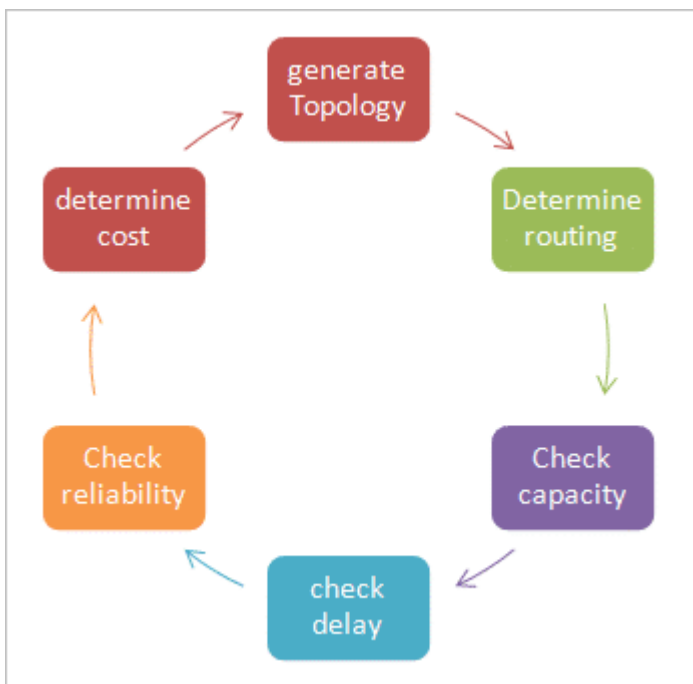 generate
Topology
Determine
routing
Check
capacity
check
delay
Check
reliability
determine
cost